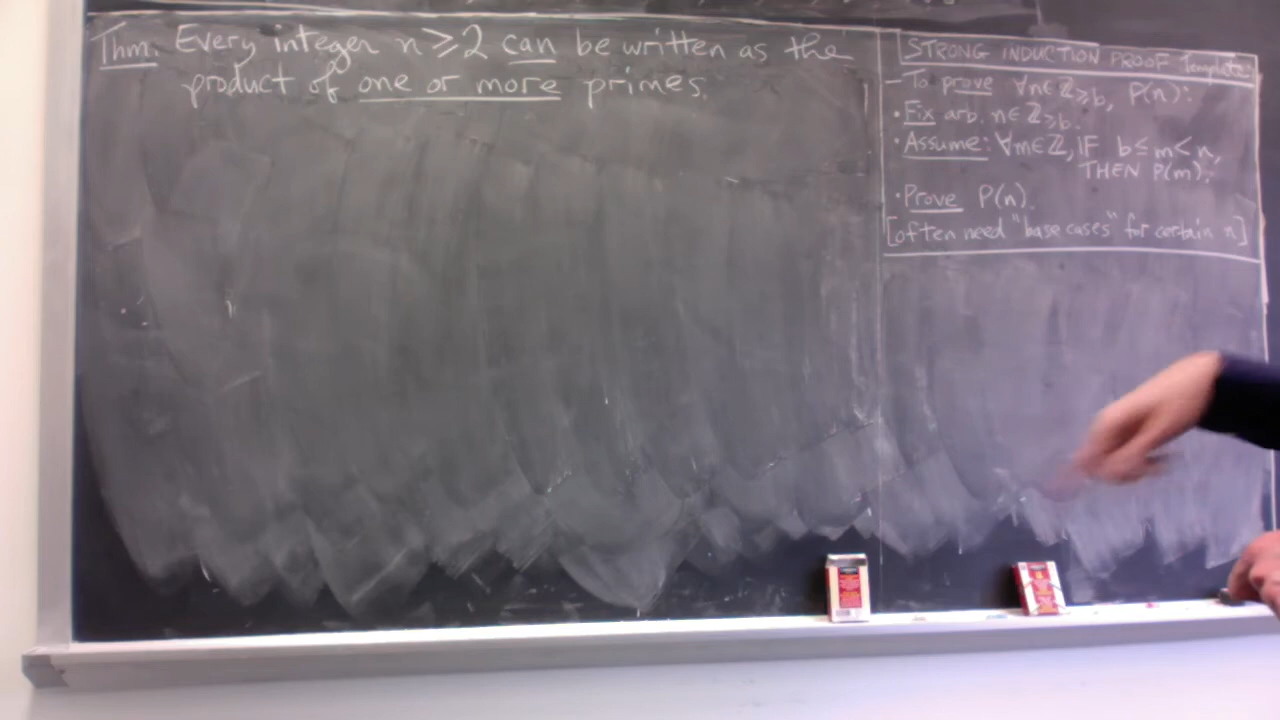 Thm. Every integer n ≥ 2 can be written as the
product of one or more primes.
STRONG INDUCTION PROOF Template
- To prove ∀n∈ℤ≥b, P(n):
• Fix arb. n∈ℤ≥b.
• Assume: ∀m∈ℤ, IF b ≤ m < n,
THEN P(m).
• Prove P(n).
[often need "base cases" for certain n]